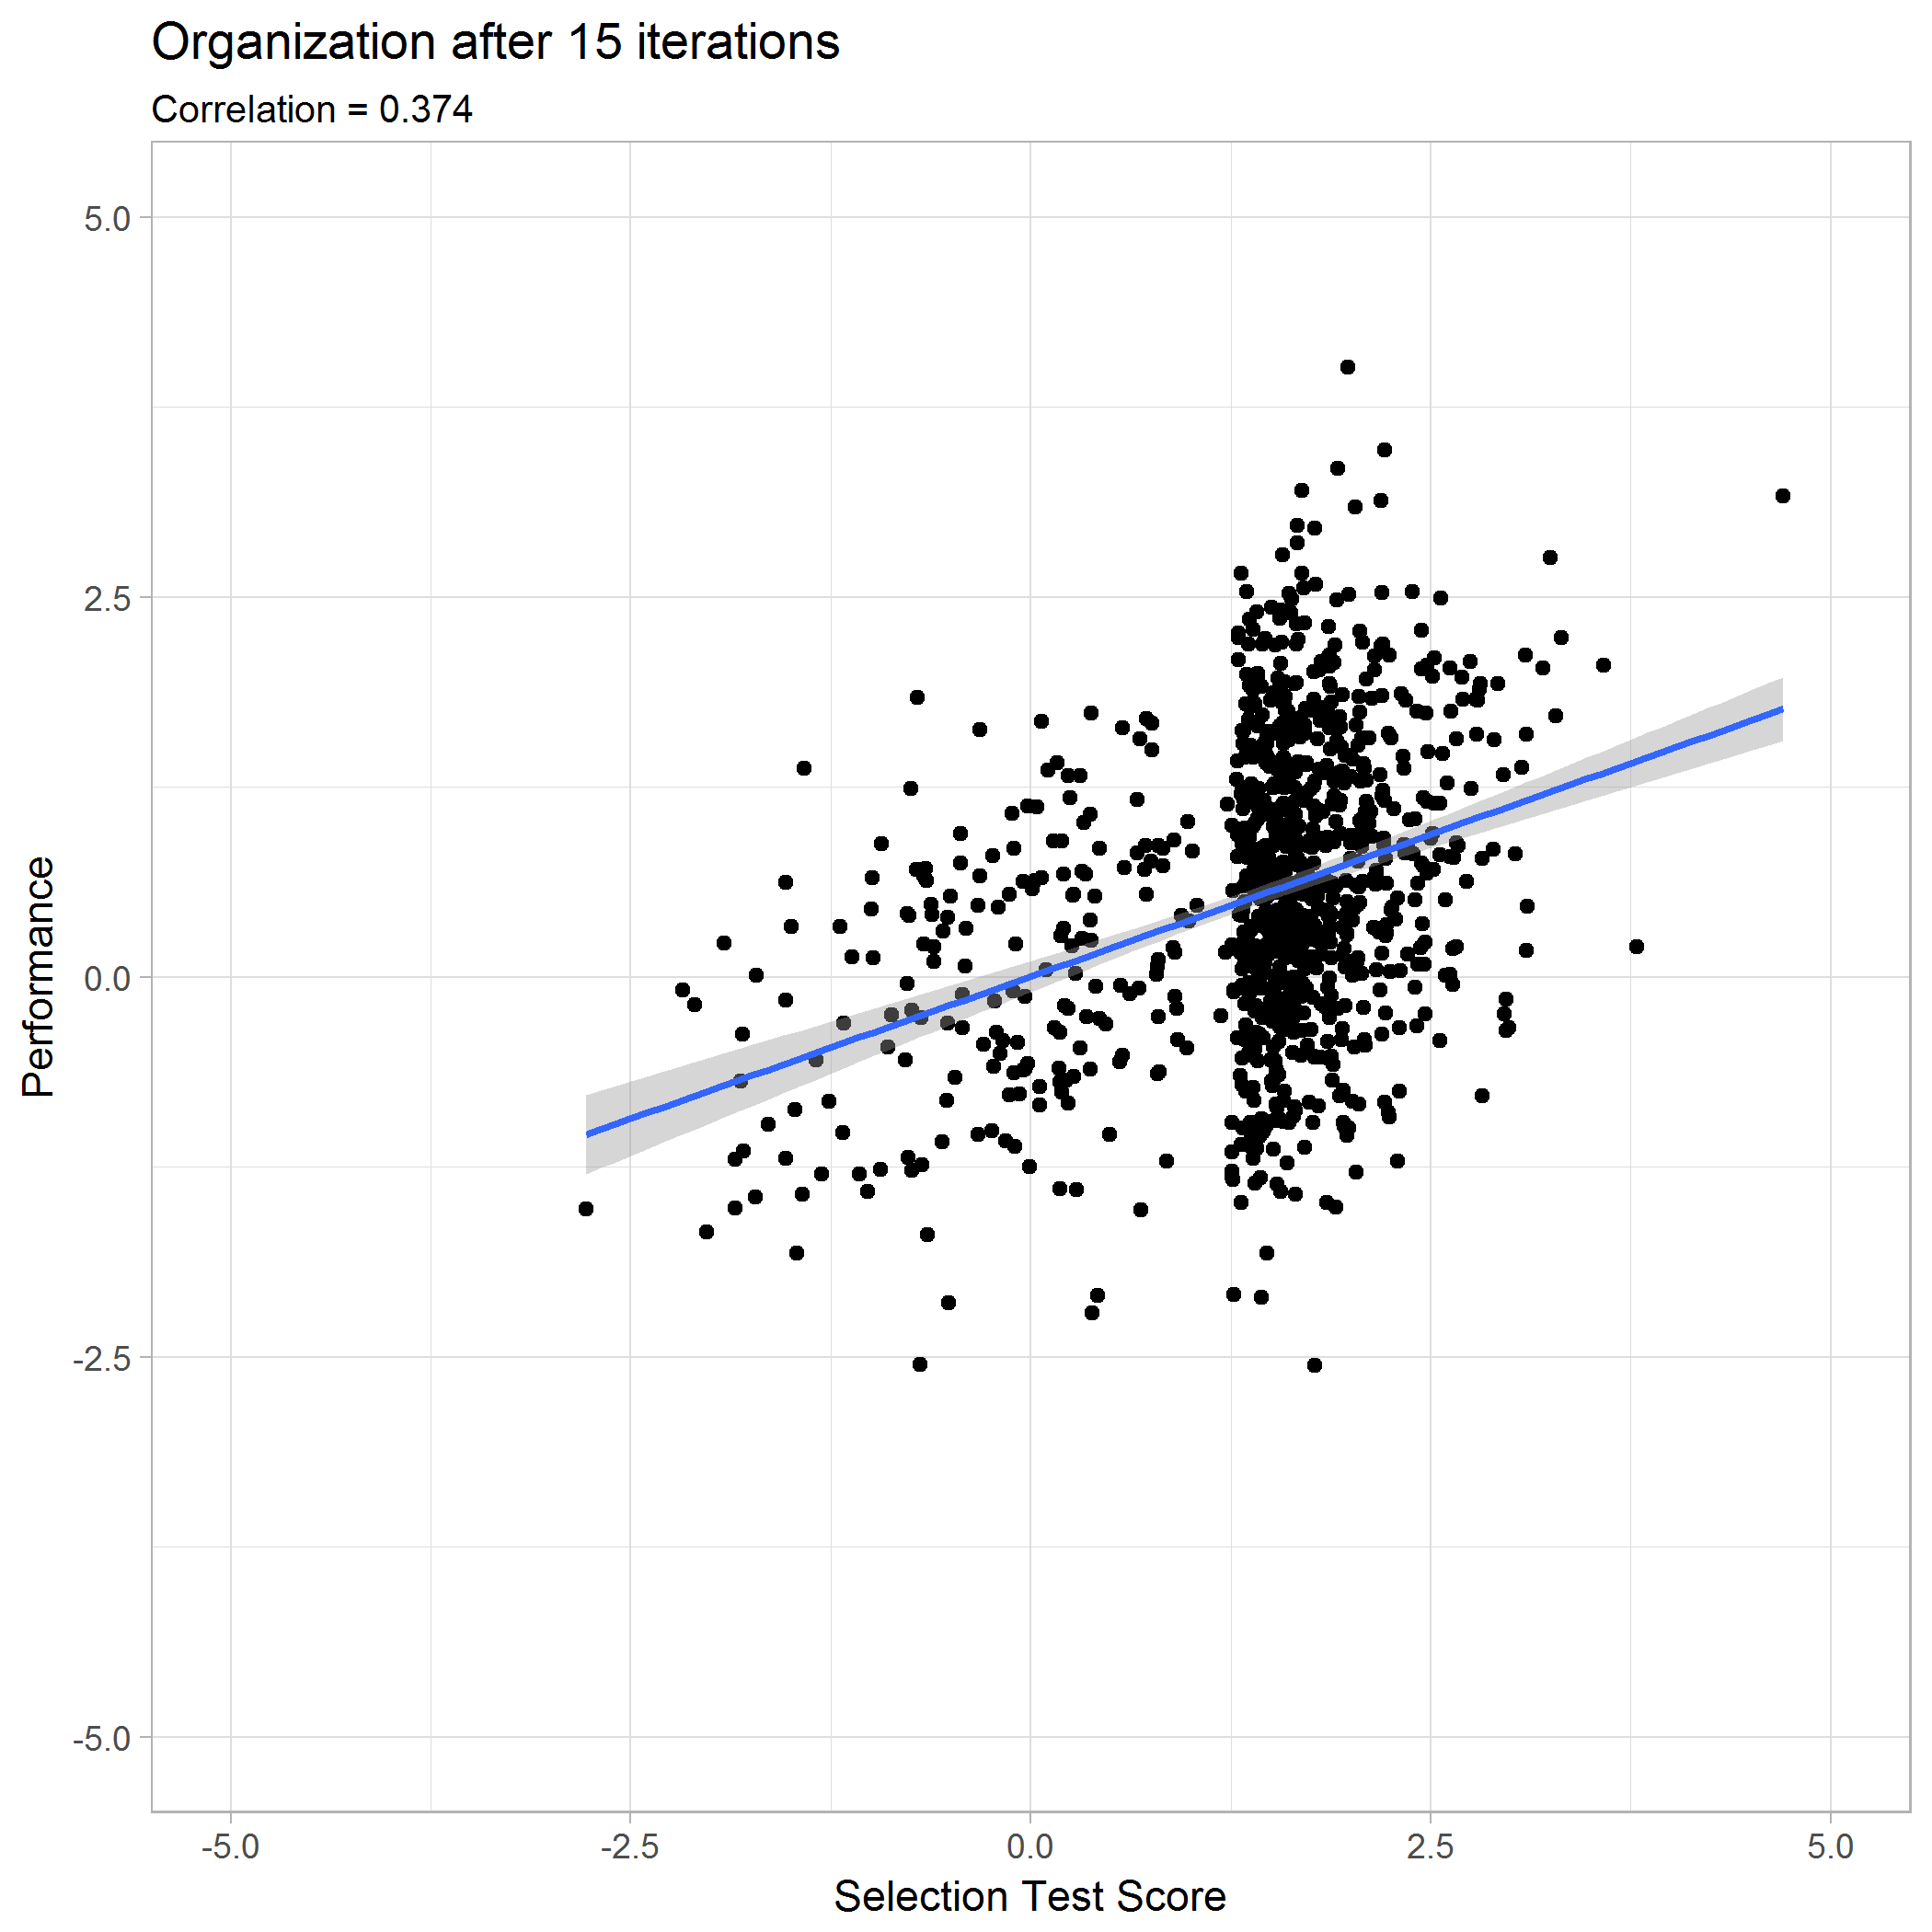 Organization after 15 iterations
Correlation = 0.374
5.0
2.5
0.0
-2.5
-5.0
Performance
-5.0 -2.5 0.0 2.5 5.0
Selection Test Score